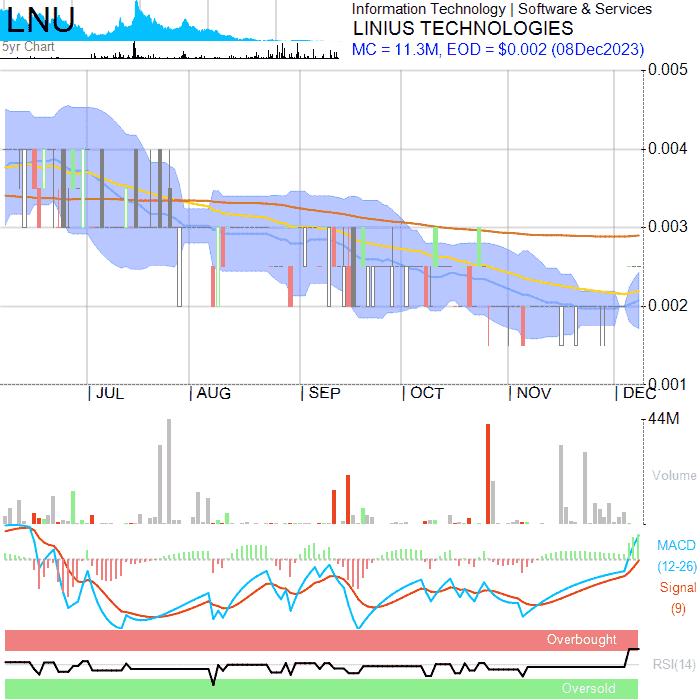 LNU
5yr Chart
Information Technology | Software & Services
LINIUS TECHNOLOGIES
MC = 11.3M, EOD = $0.002 (08Dec2023)
0.005
0.004
0.003
0.002
0.001
| JUL | AUG | SEP | OCT | NOV | DEC
44M
Volume
MACD
(12-26)
Signal
(9)
Overbought
RSI(14)
Oversold